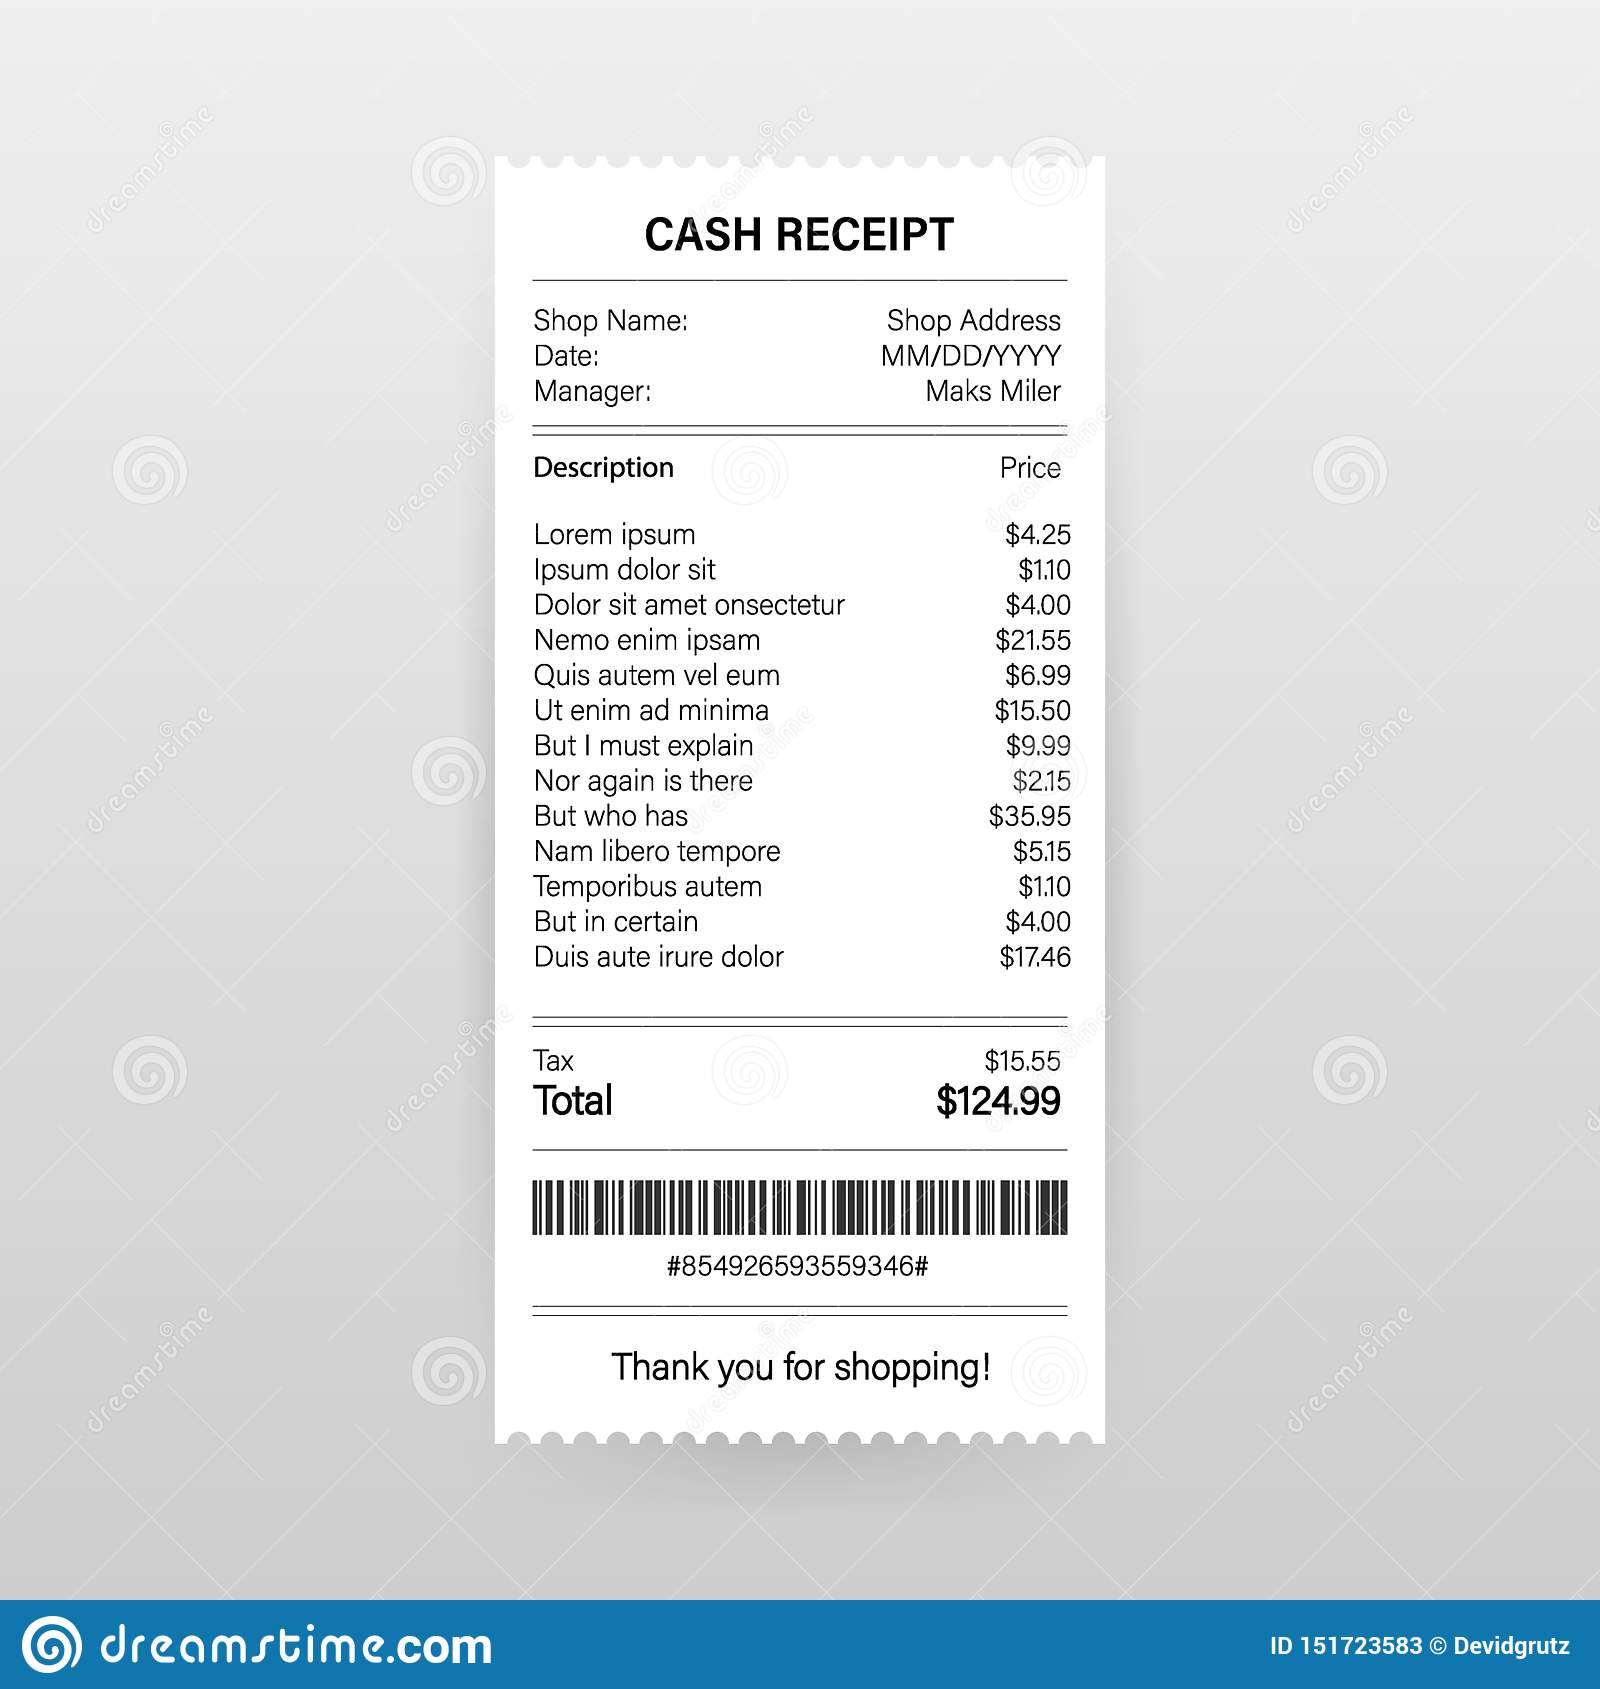 CASH RECEIPT
Shop Name: Shop Address
Date: MM/DD/YYYY
Manager: Maks Miler
Description Price
Lorem ipsum $4.25
Ipsum dolor sit $1.10
Dolor sit amet onsectetur $4.00
Nemo enim ipsam $21.55
Quis autem vel eum $6.99
Ut enim ad minima $15.50
But I must explain $9.99
Nor again is there $2.15
But who has $35.95
Nam libero tempore $5.15
Temporibus autem $1.10
But in certain $4.00
Duis aute irure dolor $17.46
Tax $15.55
Total $124.99
#854926593559346#
Thank you for shopping!
dreamstime.com ID 151723583 © Devidgrutz